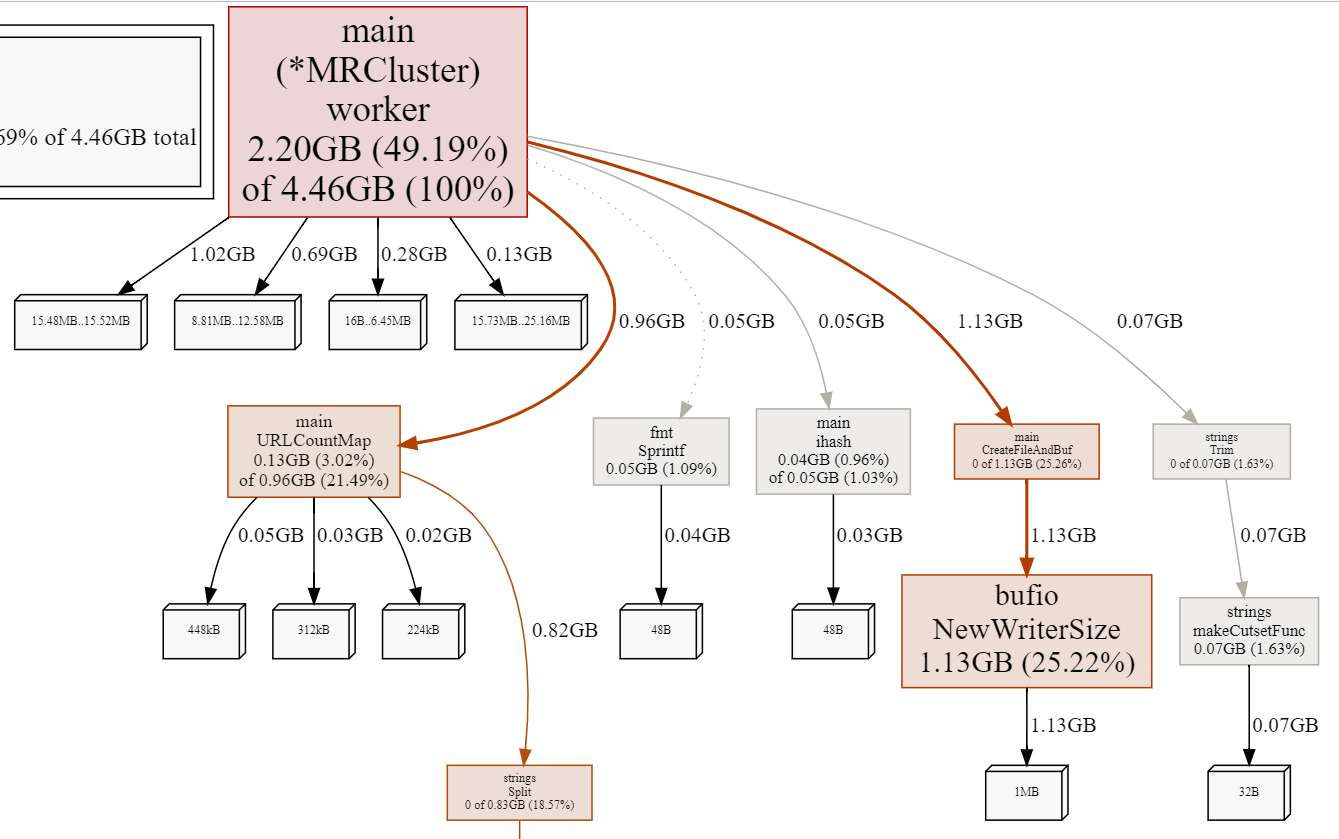 main
(*MRCluster)
worker
2.20GB (49.19%)
of 4.46GB (100%)
69% of 4.46GB total
1.02GB
0.69GB
0.28GB
0.13GB
15.48MB..15.52MB
8.81MB..12.58MB
16B..6.45MB
15.73MB..25.16MB
0.96GB
0.05GB
0.05GB
1.13GB
0.07GB
main
URLCountMap
0.13GB (3.02%)
of 0.96GB (21.49%)
fmt
Sprintf
0.05GB (1.09%)
main
ihash
0.04GB (0.96%)
of 0.05GB (1.03%)
main
CreateFileAndBuf
0 of 1.13GB (25.26%)
strings
Trim
0 of 0.07GB (1.63%)
0.05GB
0.03GB
0.02GB
0.04GB
0.03GB
1.13GB
0.07GB
448kB
312kB
224kB
0.82GB
48B
48B
bufio
NewWriterSize
1.13GB (25.22%)
strings
makeCutsetFunc
0.07GB (1.63%)
1.13GB
0.07GB
strings
Split
0 of 0.83GB (18.57%)
1MB
32B